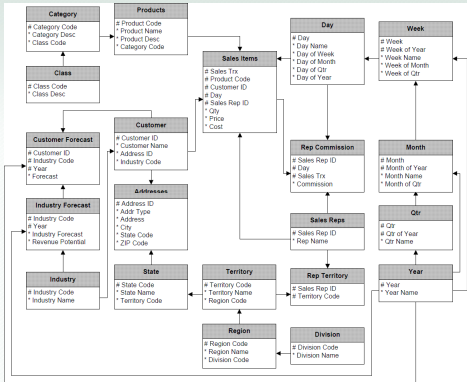 Category
# Category Code
* Category Desc
* Class Code
Products
# Product Code
* Product Name
* Product Desc
* Category Code
Class
# Class Code
* Class Desc
Sales Items
# Sales Trx
# Product Code
# Customer ID
# Day
# Sales Rep ID
* Qty
* Price
* Cost
Day
# Day
* Day Name
* Day of Week
* Day of Month
* Day of Qtr
* Day of Year
Week
# Week
# Week of Year
* Week Name
* Week of Month
* Week of Qtr
Customer Forecast
# Customer ID
# Industry Code
# Year
* Forecast
Customer
# Customer ID
* Customer Name
* Address ID
* Industry Code
Rep Commission
# Sales Rep ID
# Day
* Sales Trx
* Commission
Month
# Month
# Month of Year
* Month Name
* Month of Qtr
Industry Forecast
# Industry Code
# Year
* Industry Forecast
* Revenue Potential
Addresses
# Address ID
* Addr Type
* Address
* City
* State Code
* ZIP Code
Sales Reps
# Sales Rep ID
* Rep Name
Qtr
# Qtr
# Qtr of Year
* Qtr Name
Industry
# Industry Code
* Industry Name
State
# State Code
* State Name
* Territory Code
Territory
# Territory Code
* Territory Name
* Region Code
Rep Territory
# Sales Rep ID
# Territory Code
Year
# Year
* Year Name
Region
# Region Code
* Region Name
* Division Code
Division
# Division Code
* Division Name